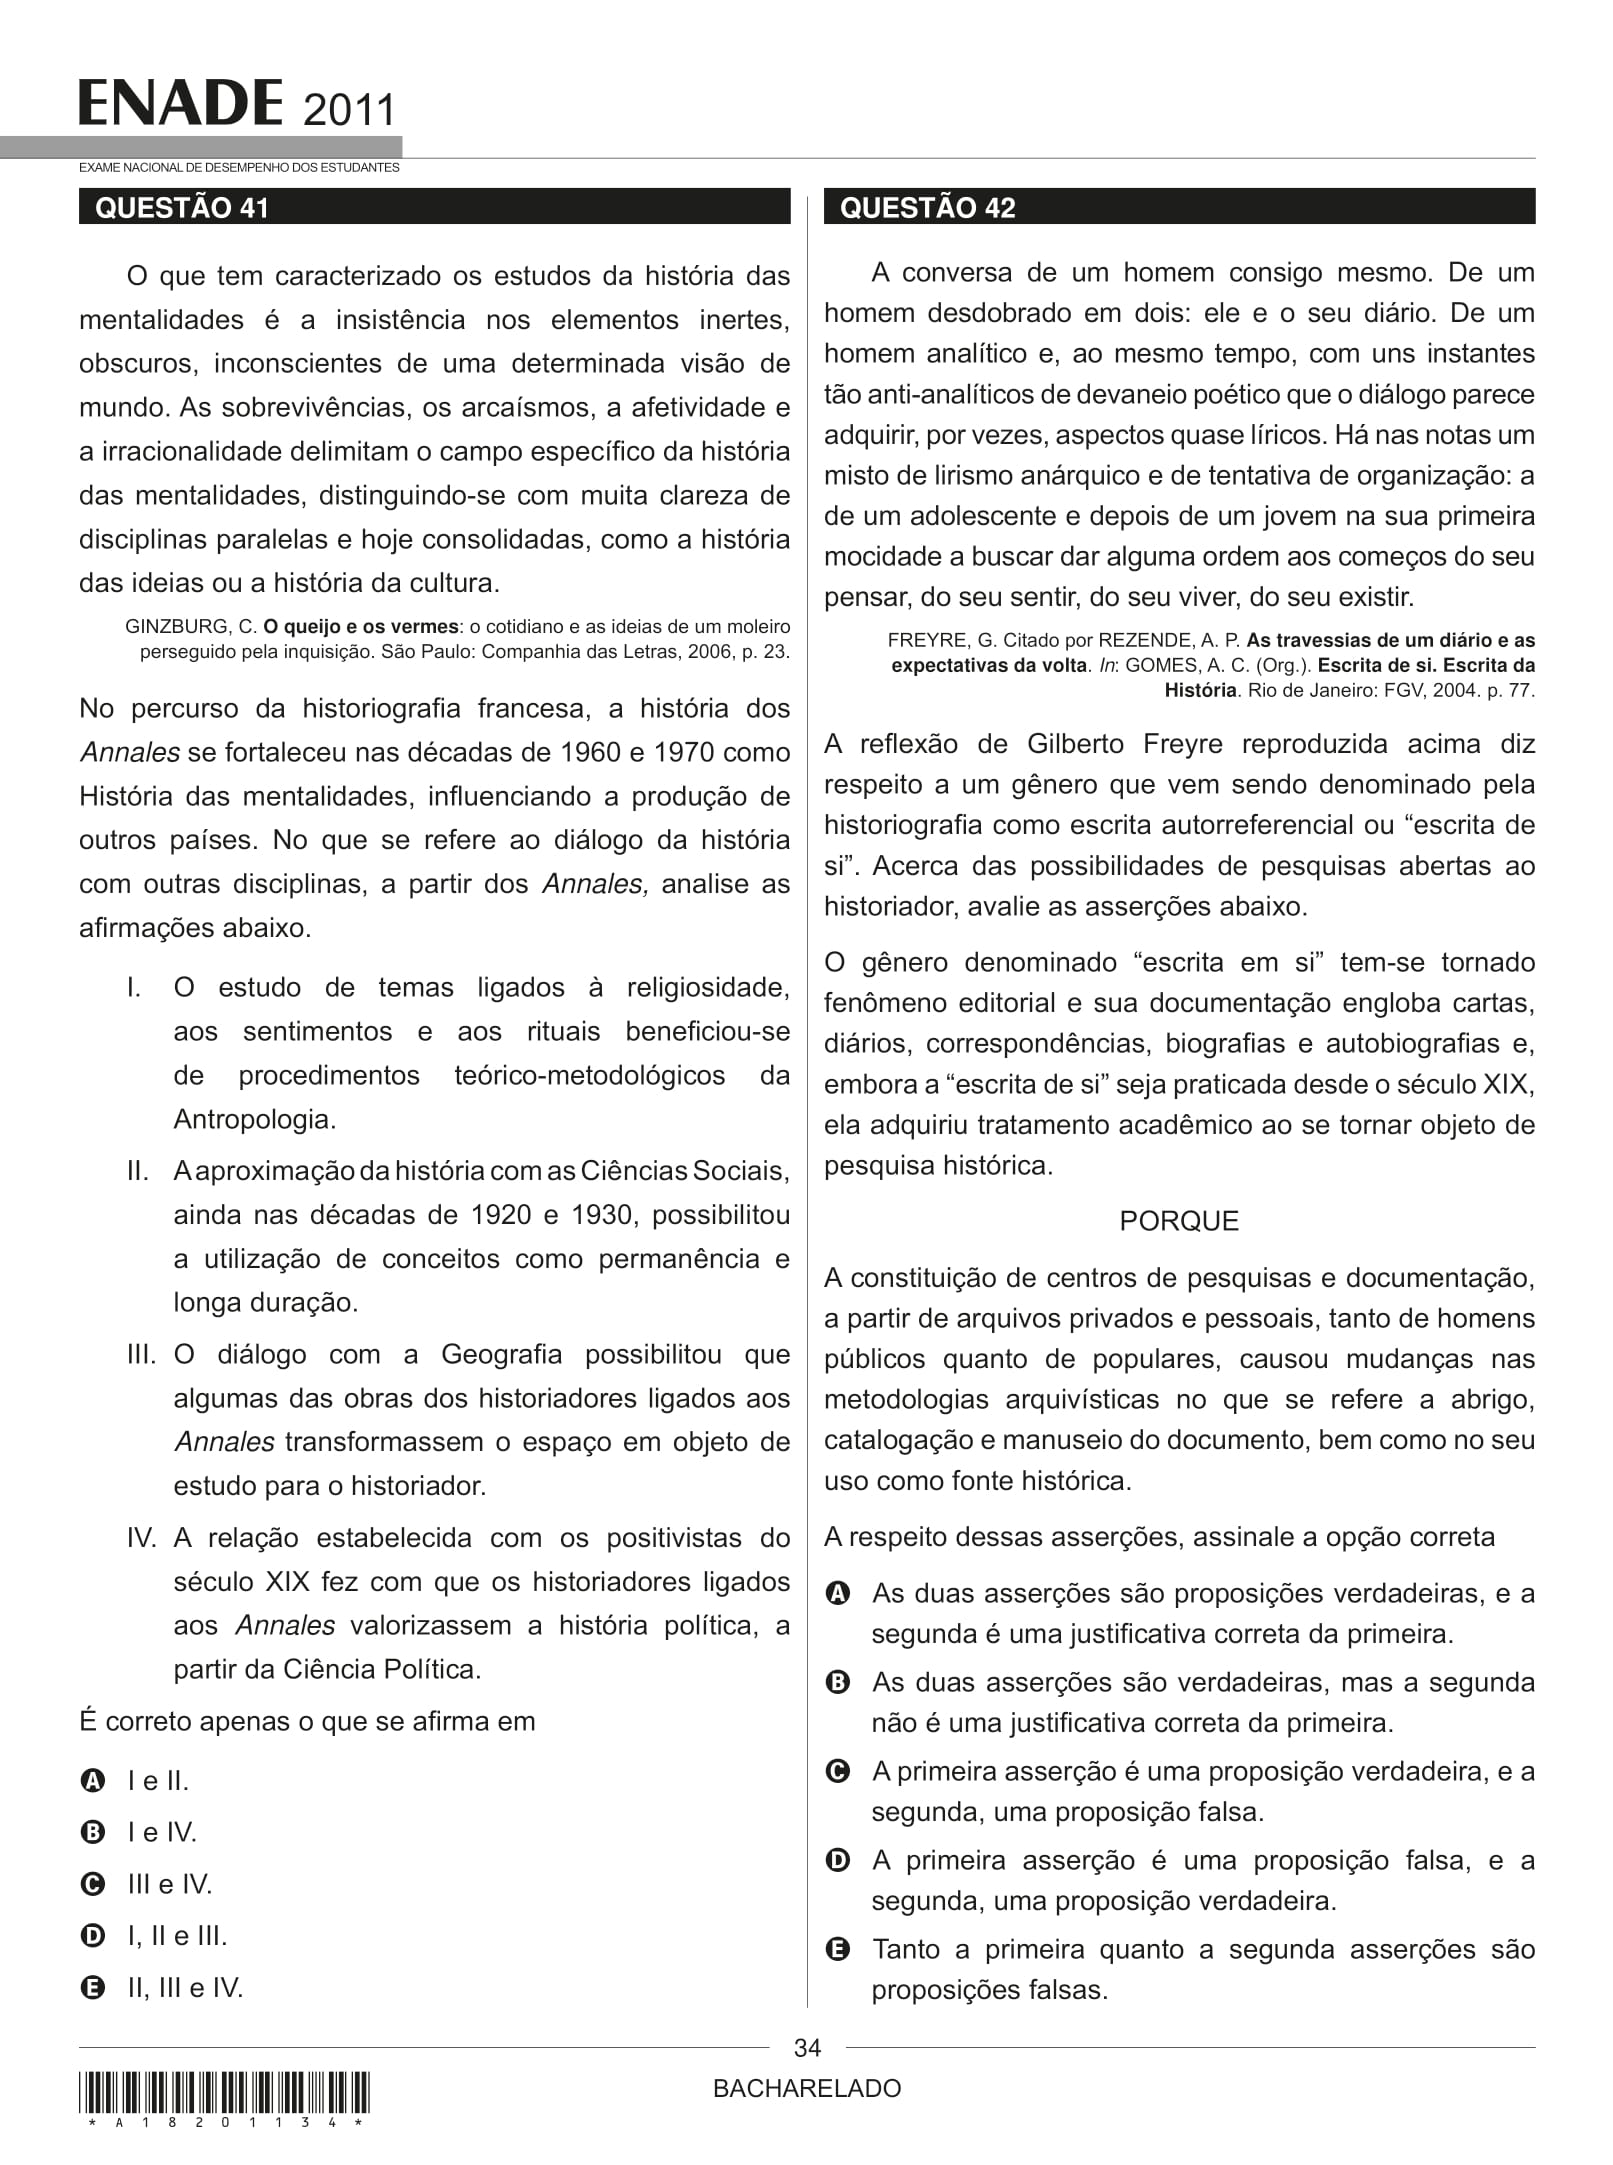 ENADE 2011
EXAME NACIONAL DE DESEMPENHO DOS ESTUDANTES
QUESTÃO 41
O que tem caracterizado os estudos da história das
mentalidades é a insistência nos elementos inertes,
obscuros, inconscientes de uma determinada visão de
mundo. As sobrevivências, os arcaísmos, a afetividade e
a irracionalidade delimitam o campo específico da história
das mentalidades, distinguindo-se com muita clareza de
disciplinas paralelas e hoje consolidadas, como a história
das ideias ou a história da cultura.
GINZBURG, C. O queijo e os vermes: o cotidiano e as ideias de um moleiro
perseguido pela inquisição. São Paulo: Companhia das Letras, 2006, p. 23.
No percurso da historiografia francesa, a história dos
Annales se fortaleceu nas décadas de 1960 e 1970 como
História das mentalidades, influenciando a produção de
outros países. No que se refere ao diálogo da história
com outras disciplinas, a partir dos Annales, analise as
afirmações abaixo.
I. O estudo de temas ligados à religiosidade,
aos sentimentos e aos rituais beneficiou-se
de procedimentos teórico-metodológicos da
Antropologia.
II. A aproximação da história com as Ciências Sociais,
ainda nas décadas de 1920 e 1930, possibilitou
a utilização de conceitos como permanência e
longa duração.
III. O diálogo com a Geografia possibilitou que
algumas das obras dos historiadores ligados aos
Annales transformassem o espaço em objeto de
estudo para o historiador.
IV. A relação estabelecida com os positivistas do
século XIX fez com que os historiadores ligados
aos Annales valorizassem a história política, a
partir da Ciência Política.
É correto apenas o que se afirma em
A I e II.
B I e IV.
C III e IV.
D I, II e III.
E II, III e IV.
QUESTÃO 42
A conversa de um homem consigo mesmo. De um
homem desdobrado em dois: ele e o seu diário. De um
homem analítico e, ao mesmo tempo, com uns instantes
tão anti-analíticos de devaneio poético que o diálogo parece
adquirir, por vezes, aspectos quase líricos. Há nas notas um
misto de lirismo anárquico e de tentativa de organização: a
de um adolescente e depois de um jovem na sua primeira
mocidade a buscar dar alguma ordem aos começos do seu
pensar, do seu sentir, do seu viver, do seu existir.
FREYRE, G. Citado por REZENDE, A. P. As travessias de um diário e as
expectativas da volta. In: GOMES, A. C. (Org.). Escrita de si. Escrita da
História. Rio de Janeiro: FGV, 2004. p. 77.
A reflexão de Gilberto Freyre reproduzida acima diz
respeito a um gênero que vem sendo denominado pela
historiografia como escrita autorreferencial ou “escrita de
si”. Acerca das possibilidades de pesquisas abertas ao
historiador, avalie as asserções abaixo.
O gênero denominado “escrita em si” tem-se tornado
fenômeno editorial e sua documentação engloba cartas,
diários, correspondências, biografias e autobiografias e,
embora a “escrita de si” seja praticada desde o século XIX,
ela adquiriu tratamento acadêmico ao se tornar objeto de
pesquisa histórica.
PORQUE
A constituição de centros de pesquisas e documentação,
a partir de arquivos privados e pessoais, tanto de homens
públicos quanto de populares, causou mudanças nas
metodologias arquivísticas no que se refere a abrigo,
catalogação e manuseio do documento, bem como no seu
uso como fonte histórica.
A respeito dessas asserções, assinale a opção correta
A As duas asserções são proposições verdadeiras, e a
segunda é uma justificativa correta da primeira.
B As duas asserções são verdadeiras, mas a segunda
não é uma justificativa correta da primeira.
C A primeira asserção é uma proposição verdadeira, e a
segunda, uma proposição falsa.
D A primeira asserção é uma proposição falsa, e a
segunda, uma proposição verdadeira.
E Tanto a primeira quanto a segunda asserções são
proposições falsas.
34
BACHARELADO
*A18201134*